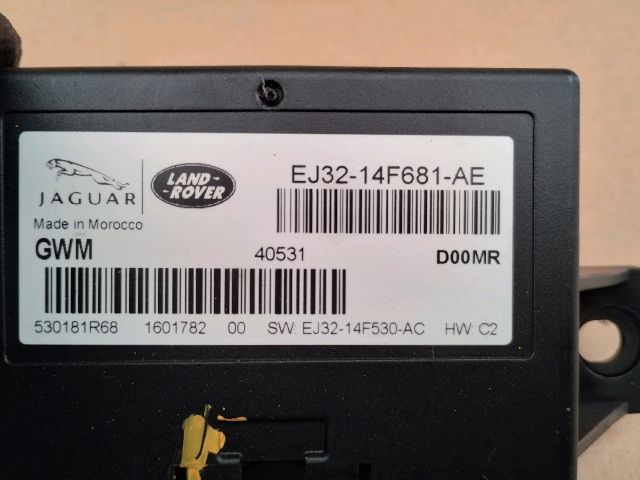 JAGUAR
LAND-
-ROVER
EJ32-14F681-AE
Made in Morocco
GWM 40531 D00MR
530181R68 1601782 00 SW: EJ32-14F530-AC HW: C2